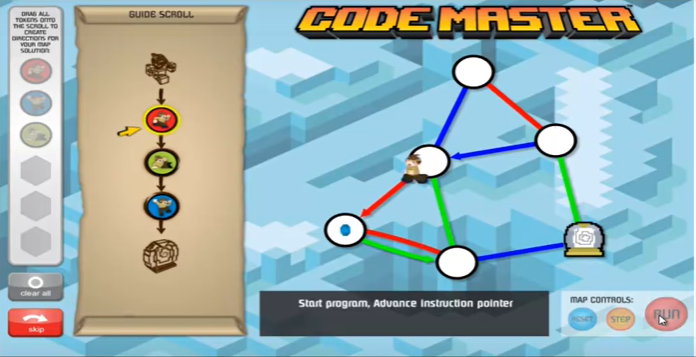 DRAG ALL
TOKENS ONTO
THE SCROLL TO
CREATE
DIRECTIONS FOR
YOUR MAP
SOLUTION:
GUIDE SCROLL
CODE MASTER
clear all
skip
Start program, Advance instruction pointer
MAP CONTROLS:
RESET
STEP
RUN